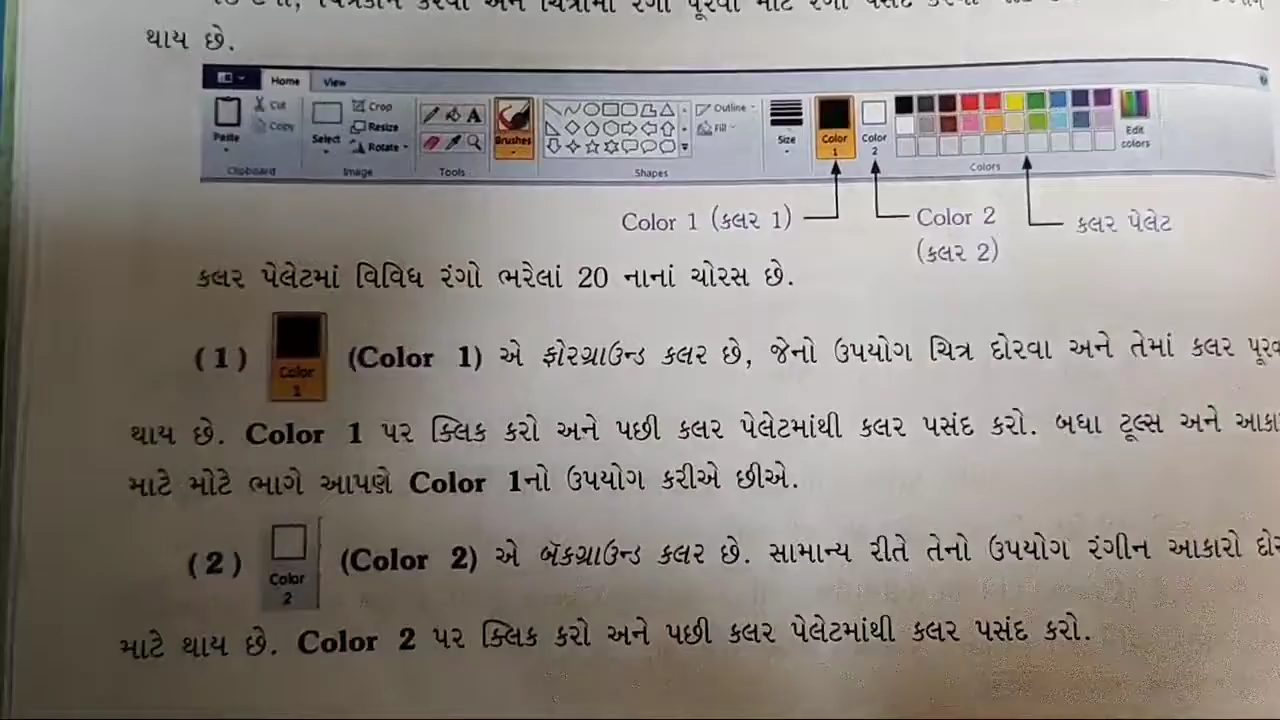 થાય છે.
Home View
Cut
Copy
Paste
Clipboard
Select
Crop
Resize
Rotate
Image
A
Tools
Brushes
Outline
Fill
Shapes
Size
Color 1
Color 2
Edit colors
Colors
Color 1 (કલર 1)
Color 2
(કલર 2)
કલર પેલેટ
કલર પેલેટમાં વિવિધ રંગો ભરેલાં 20 નાનાં ચોરસ છે.
(1) Color 1 (Color 1) એ ફોરગ્રાઉન્ડ કલર છે, જેનો ઉપયોગ ચિત્ર દોરવા અને તેમાં કલર
થાય છે. Color 1 પર ક્લિક કરો અને પછી કલર પેલેટમાંથી કલર પસંદ કરો. બધા ટૂલ્સ અને
માટે મોટે ભાગે આપણે Color 1નો ઉપયોગ કરીએ છીએ.
(2) Color 2 (Color 2) એ બૅકગ્રાઉન્ડ કલર છે. સામાન્ય રીતે તેનો ઉપયોગ રંગીન આકારો
માટે થાય છે. Color 2 પર ક્લિક કરો અને પછી કલર પેલેટમાંથી કલર પસંદ કરો.